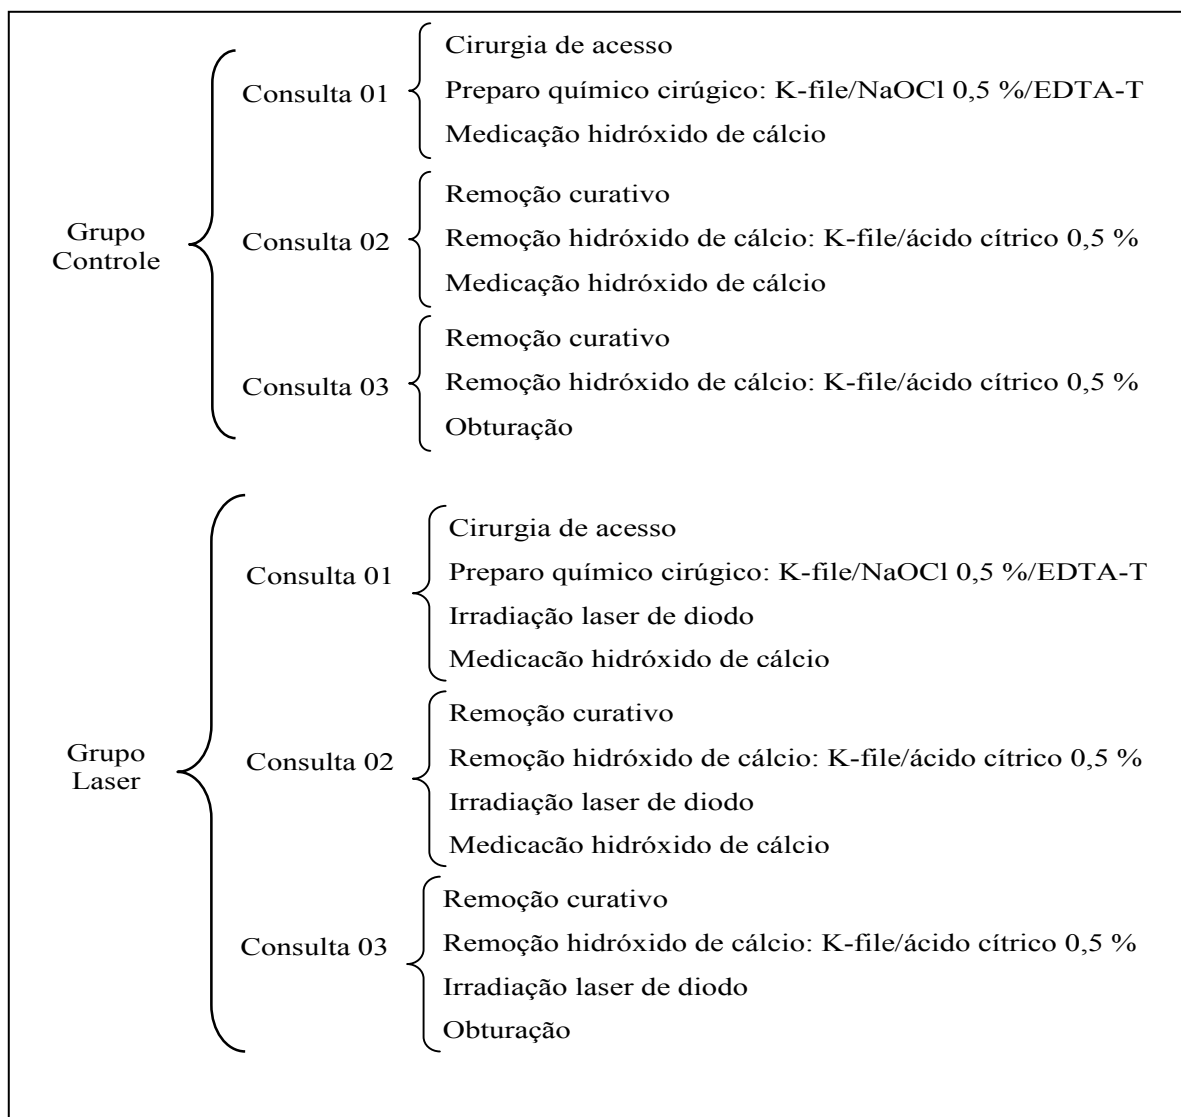 Grupo
Controle
Consulta 01
Cirurgia de acesso
Preparo químico cirúgico: K-file/NaOCl 0,5 %/EDTA-T
Medicação hidróxido de cálcio
Consulta 02
Remoção curativo
Remoção hidróxido de cálcio: K-file/ácido cítrico 0,5 %
Medicação hidróxido de cálcio
Consulta 03
Remoção curativo
Remoção hidróxido de cálcio: K-file/ácido cítrico 0,5 %
Obturação
Grupo
Laser
Consulta 01
Cirurgia de acesso
Preparo químico cirúgico: K-file/NaOCl 0,5 %/EDTA-T
Irradiação laser de diodo
Medicacão hidróxido de cálcio
Consulta 02
Remoção curativo
Remoção hidróxido de cálcio: K-file/ácido cítrico 0,5 %
Irradiação laser de diodo
Medicacão hidróxido de cálcio
Consulta 03
Remoção curativo
Remoção hidróxido de cálcio: K-file/ácido cítrico 0,5 %
Irradiação laser de diodo
Obturação